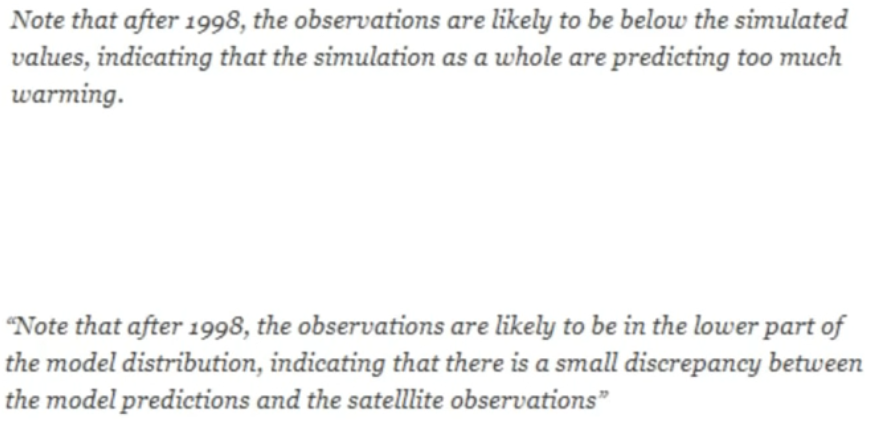 Note that after 1998, the observations are likely to be below the simulated
values, indicating that the simulation as a whole are predicting too much
warming.
“Note that after 1998, the observations are likely to be in the lower part of
the model distribution, indicating that there is a small discrepancy between
the model predictions and the satelllite observations”